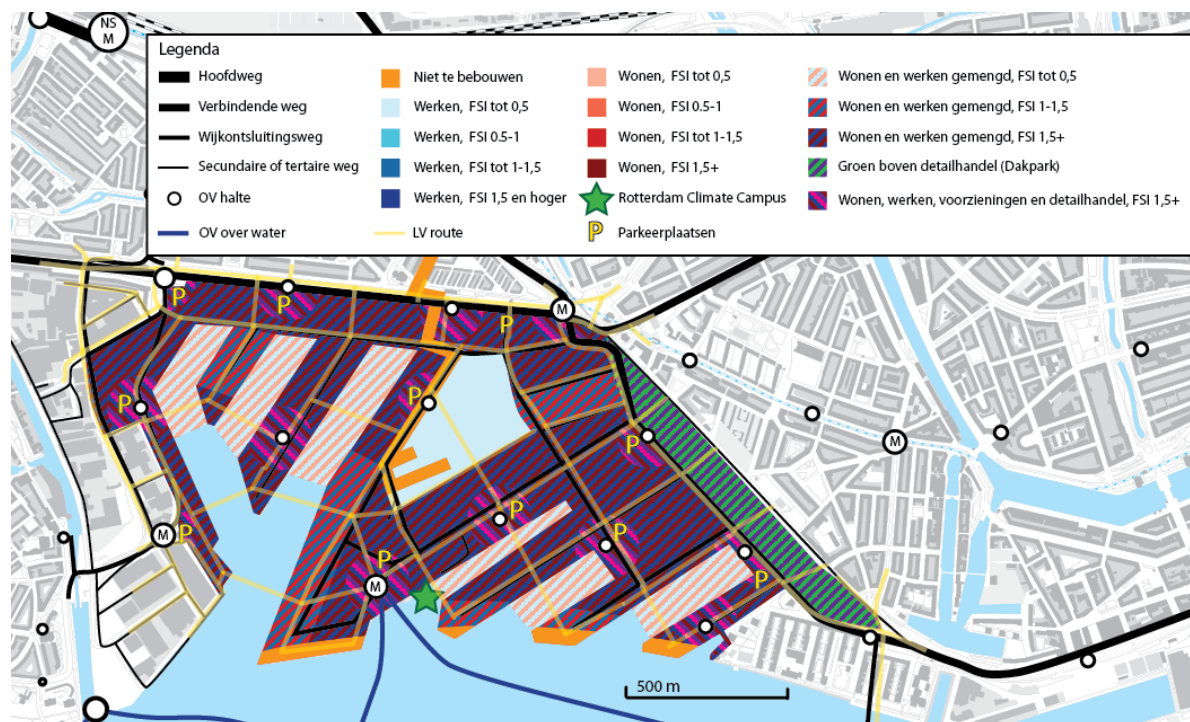 NS
M
Legenda
Hoofdweg
Verbindende weg
Wijkontsluitingsweg
Secundaire of tertaire weg
OV halte
OV over water
Niet te bebouwen
Werken, FSI tot 0,5
Werken, FSI 0.5-1
Werken, FSI tot 1-1,5
Werken, FSI 1,5 en hoger
LV route
Wonen, FSI tot 0,5
Wonen, FSI 0.5-1
Wonen, FSI tot 1-1,5
Wonen, FSI 1,5+
Rotterdam Climate Campus
P Parkeerplaatsen
Wonen en werken gemengd, FSI tot 0,5
Wonen en werken gemengd, FSI 1-1,5
Wonen en werken gemengd, FSI 1,5+
Groen boven detailhandel (Dakpark)
Wonen, werken, voorzieningen en detailhandel, FSI 1,5+
P
P
M
P
P
P
P
M
P
P
P
M
P
P
M
500 m